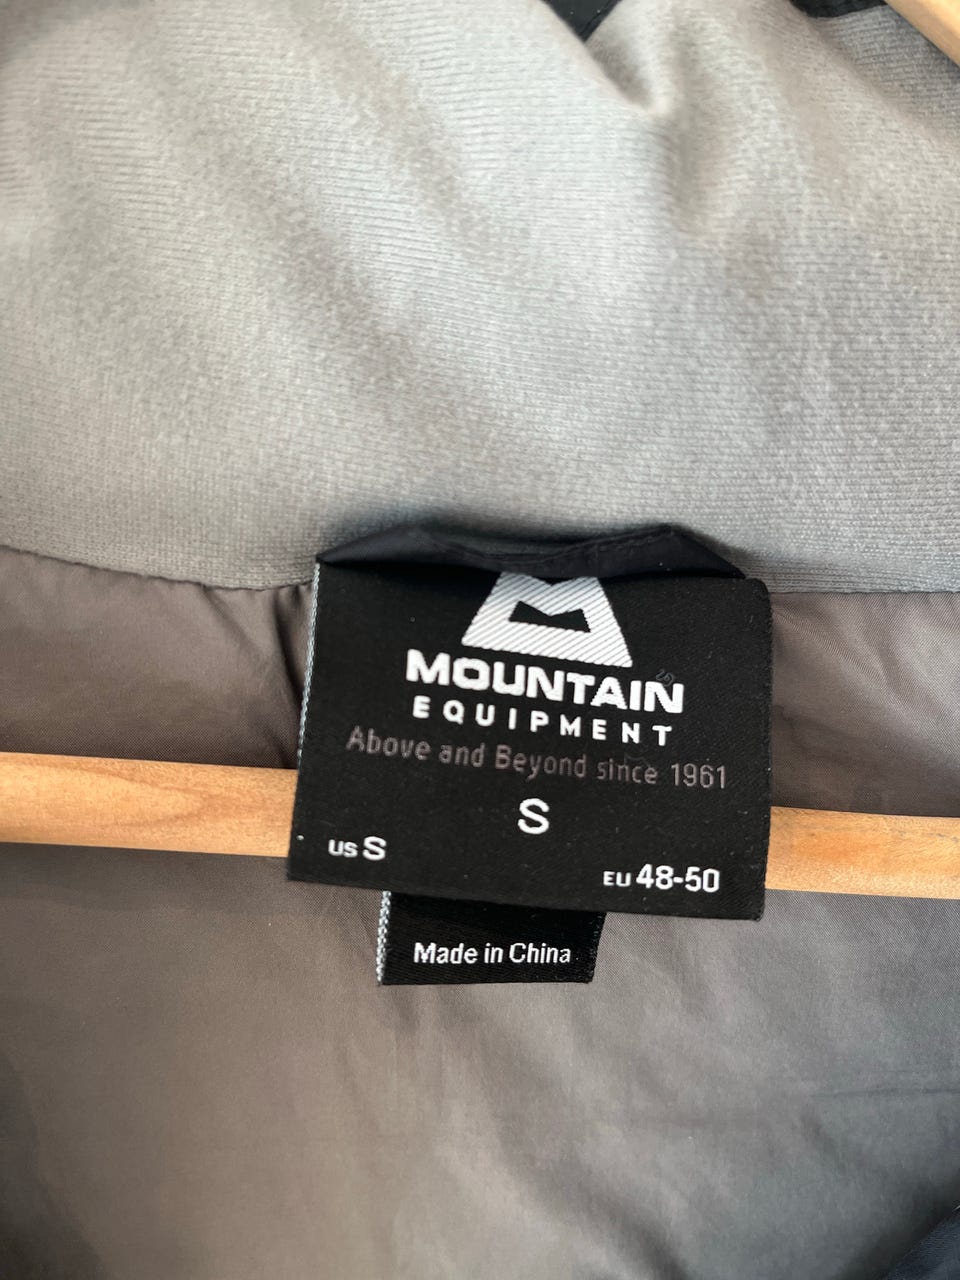 MOUNTAIN
EQUIPMENT
Above and Beyond since 1961
S
US S
EU 48-50
Made in China